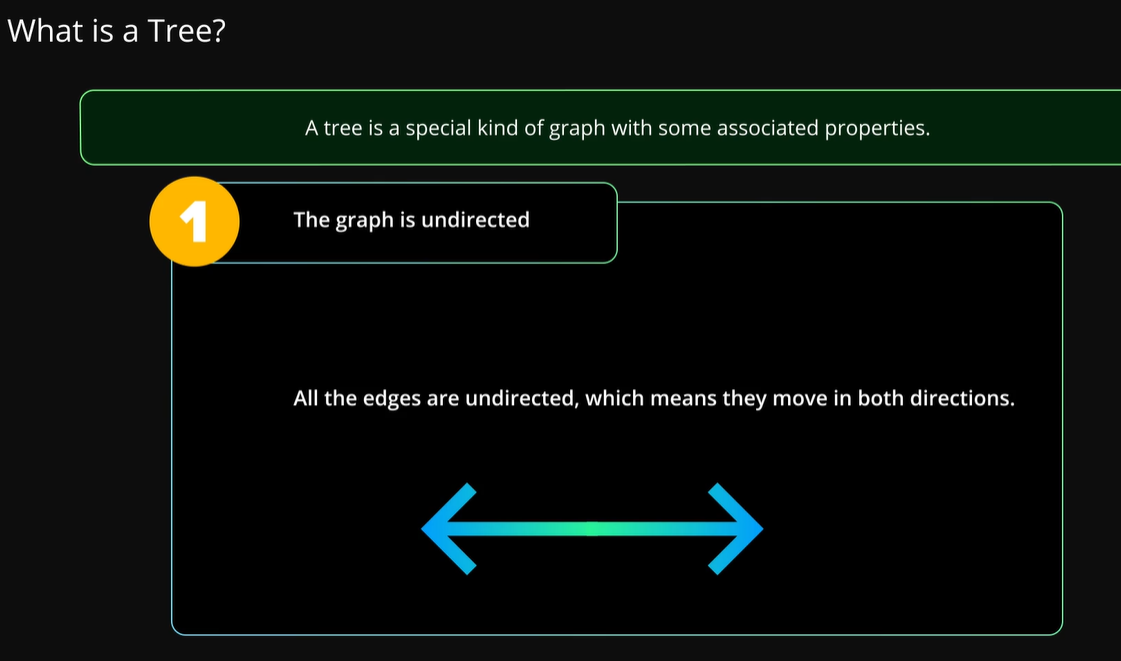 What is a Tree?
A tree is a special kind of graph with some associated properties.
1
The graph is undirected
All the edges are undirected, which means they move in both directions.